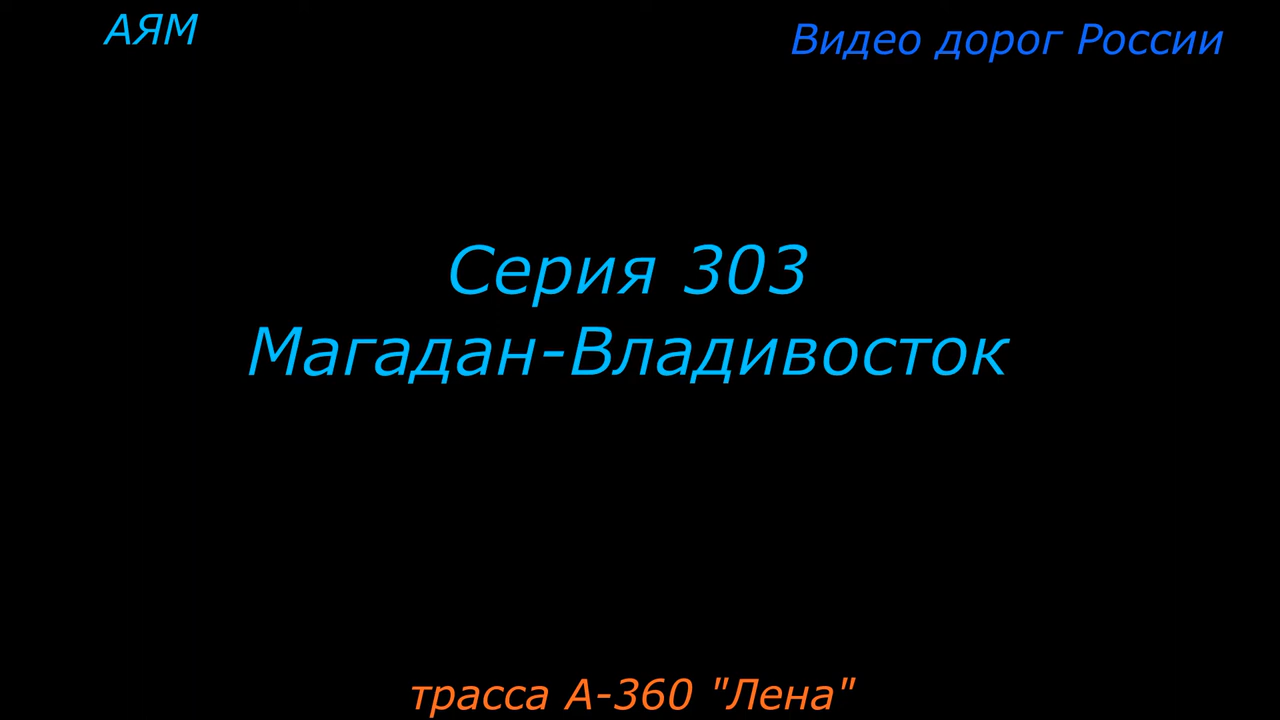 АЯМ
Видео дорог России
Серия 303
Магадан-Владивосток
трасса А-360 "Лена"